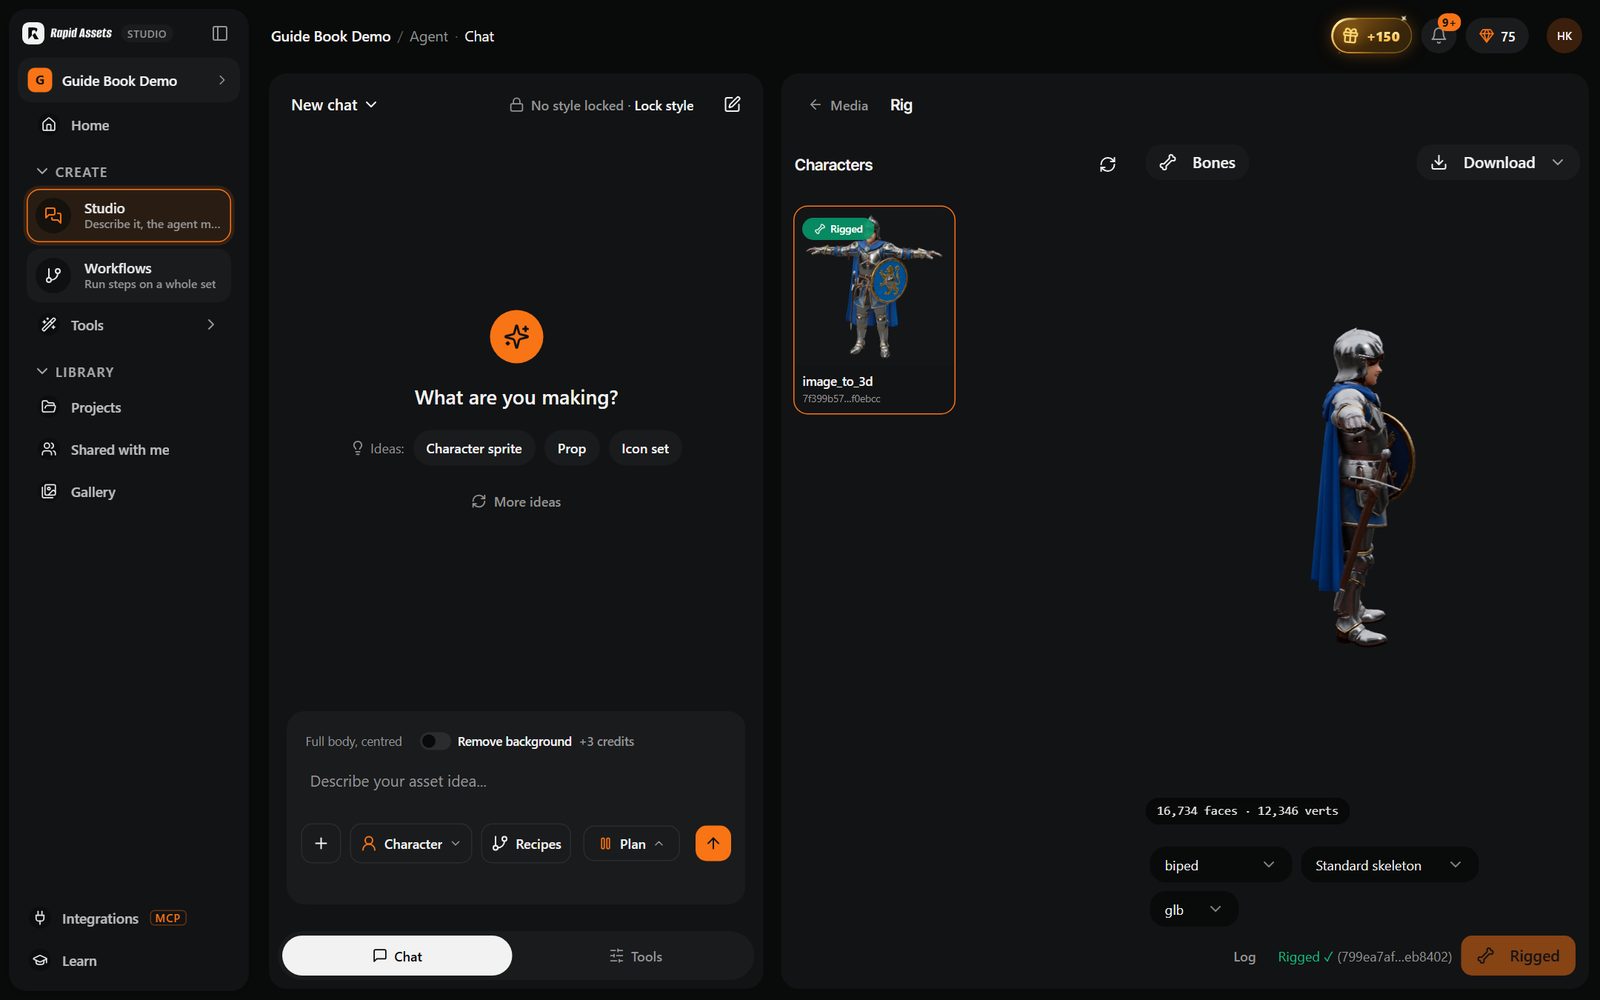 Rapid Assets STUDIO
Guide Book Demo / Agent · Chat
+150
9+
75
HK
G Guide Book Demo
Home
CREATE
Studio
Describe it, the agent m...
Workflows
Run steps on a whole set
Tools
LIBRARY
Projects
Shared with me
Gallery
Integrations MCP
Learn
New chat
No style locked · Lock style
What are you making?
Ideas: Character sprite Prop Icon set
More ideas
Full body, centred Remove background +3 credits
Describe your asset idea...
Character Recipes Plan
Chat Tools
Media Rig
Characters
Bones Download
Rigged
image_to_3d
7f399b57...f0ebcc
16,734 faces · 12,346 verts
biped Standard skeleton
glb
Log Rigged ✓ (799ea7af...eb8402) Rigged